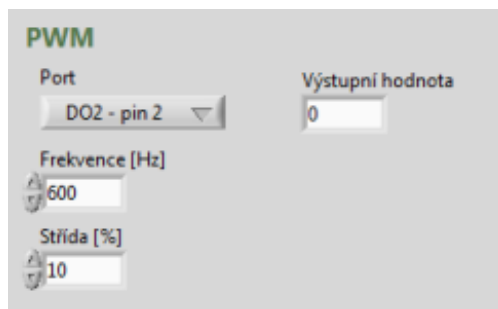 PWM
Port
Výstupní hodnota
DO2 - pin 2
0
Frekvence [Hz]
600
Střída [%]
10